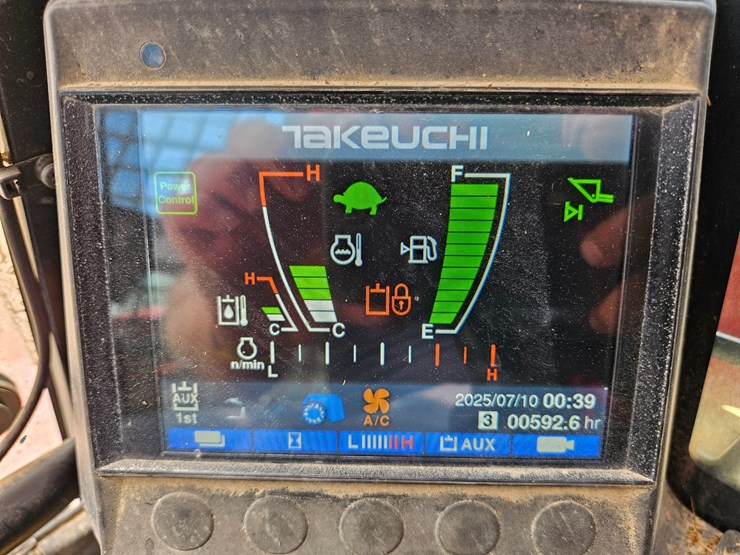 TAKEUCHI
Power
Control
H
F
H
C
C
E
n/min
L
H
AUX
1st
A/C
2025/07/10 00:39
3 00592.6 hr
L H
AUX